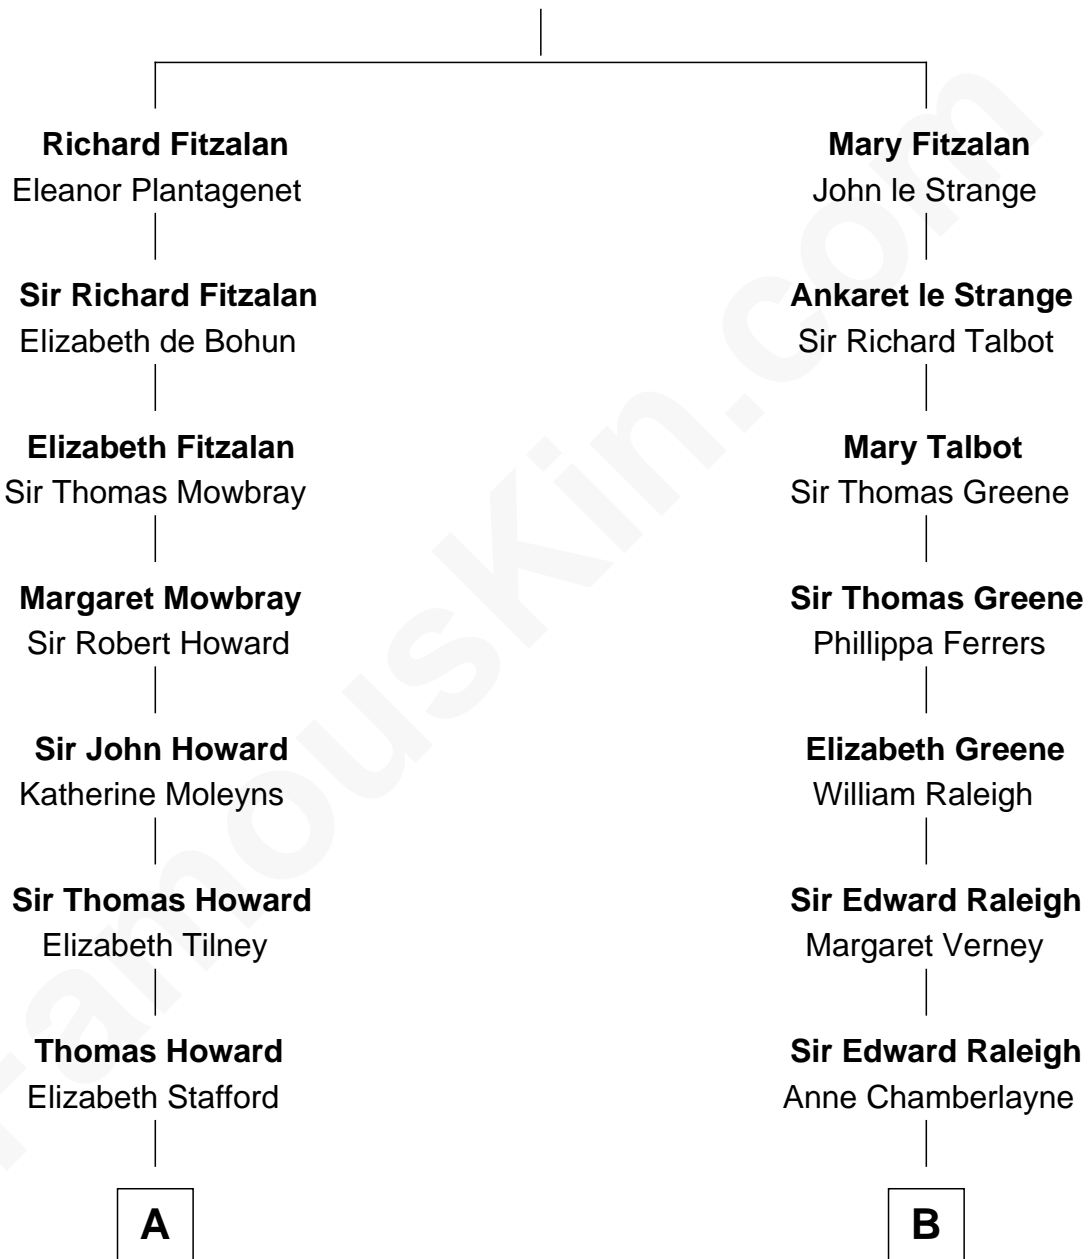 Richard Fitzalan
Eleanor Plantagenet
Sir Richard Fitzalan
Elizabeth de Bohun
Elizabeth Fitzalan
Sir Thomas Mowbray
Margaret Mowbray
Sir Robert Howard
Sir John Howard
Katherine Moleyns
Sir Thomas Howard
Elizabeth Tilney
Thomas Howard
Elizabeth Stafford
A
Mary Fitzalan
John le Strange
Ankaret le Strange
Sir Richard Talbot
Mary Talbot
Sir Thomas Greene
Sir Thomas Greene
Phillippa Ferrers
Elizabeth Greene
William Raleigh
Sir Edward Raleigh
Margaret Verney
Sir Edward Raleigh
Anne Chamberlayne
B
FamousKin.com